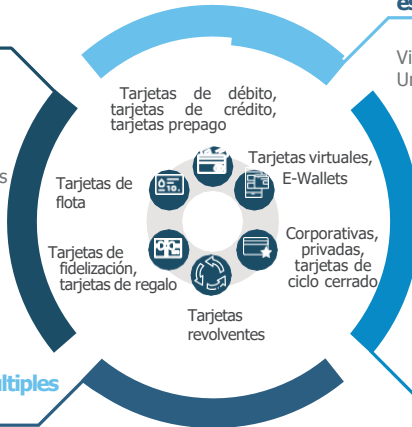 es
Vi
Ur
s
Tarjetas de débito,
tarjetas de crédito,
tarjetas prepago
Tarjetas virtuales,
E-Wallets
Tarjetas de
flota
Corporativas,
privadas,
tarjetas de
ciclo cerrado
Tarjetas de
fidelización,
tarjetas de regalo
Tarjetas
revolventes
ltiples